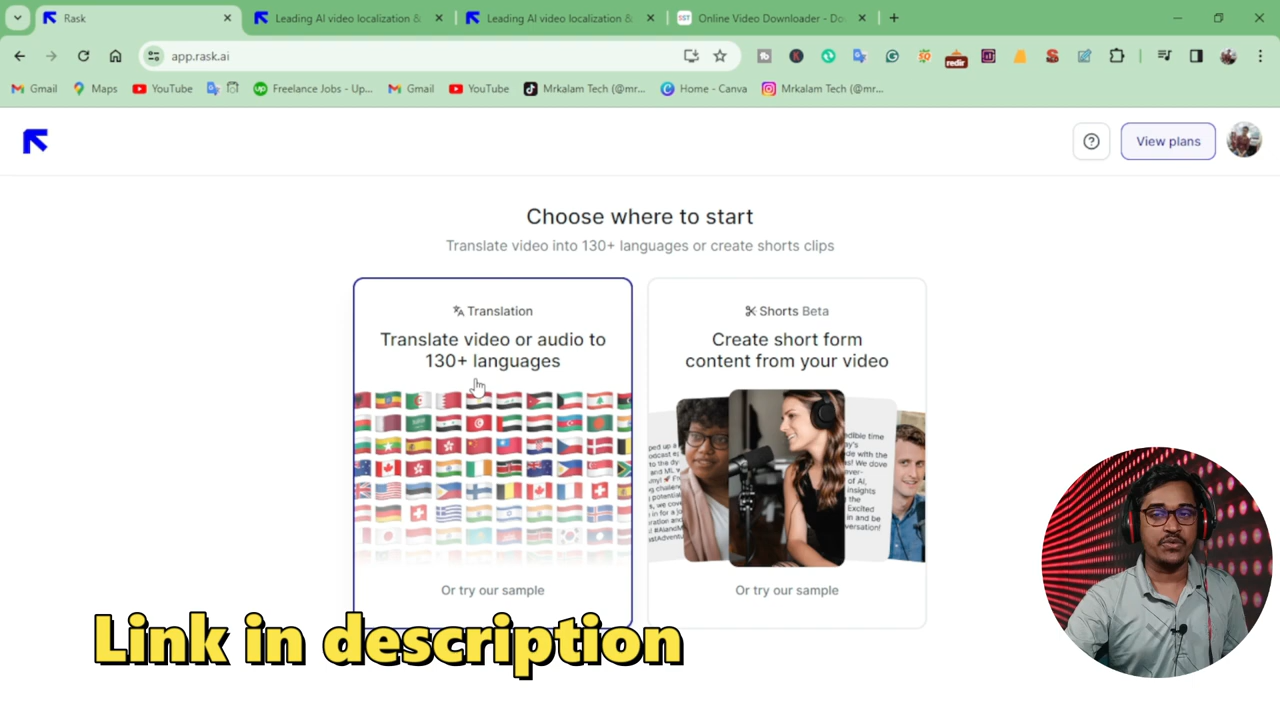 Rask
Leading AI video localization &
Leading AI video localization &
SST
Online Video Downloader - Do
app.rask.ai
redir
Gmail
Maps
YouTube
Freelance Jobs - Up...
Gmail
YouTube
Mrkalam Tech (@mr...
Home - Canva
Mrkalam Tech (@mr...
View plans
Choose where to start
Translate video into 130+ languages or create shorts clips
Translation
Translate video or audio to
130+ languages
Or try our sample
Shorts Beta
Create short form
content from your video
Or try our sample
Link in description